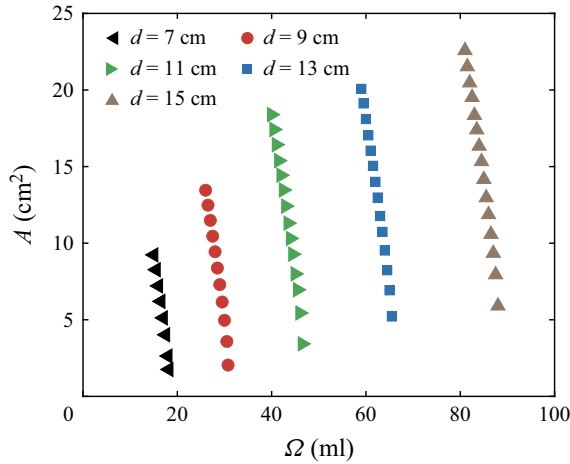 25
20
15
10
5
0
A (cm²)
d = 7 cm
d = 9 cm
d = 11 cm
d = 13 cm
d = 15 cm
20
40
60
80
100
Ω (ml)